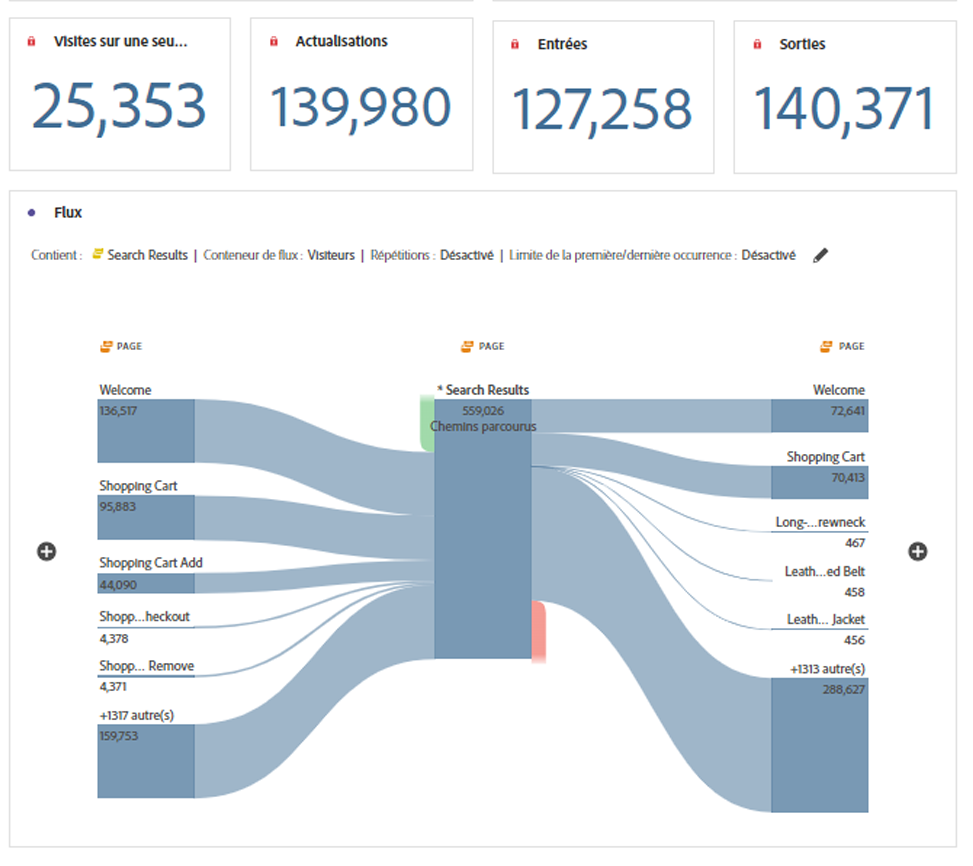 Visites sur une seu...
25,353
Actualisations
139,980
Entrées
127,258
Sorties
140,371
Flux
Contient : Search Results | Conteneur de flux : Visiteurs | Répétitions : Désactivé | Limite de la première/dernière occurrence : Désactivé
PAGE
PAGE
PAGE
Welcome
136,517
Shopping Cart
95,883
Shopping Cart Add
44,090
Shopp... heckout
4,378
Shopp... Remove
4,371
+1317 autre(s)
159,753
* Search Results
559,026
Chemins parcourus
Welcome
72,641
Shopping Cart
70,413
Long-...rewneck
467
Leath...ed Belt
458
Leath... Jacket
456
+1313 autre(s)
288,627